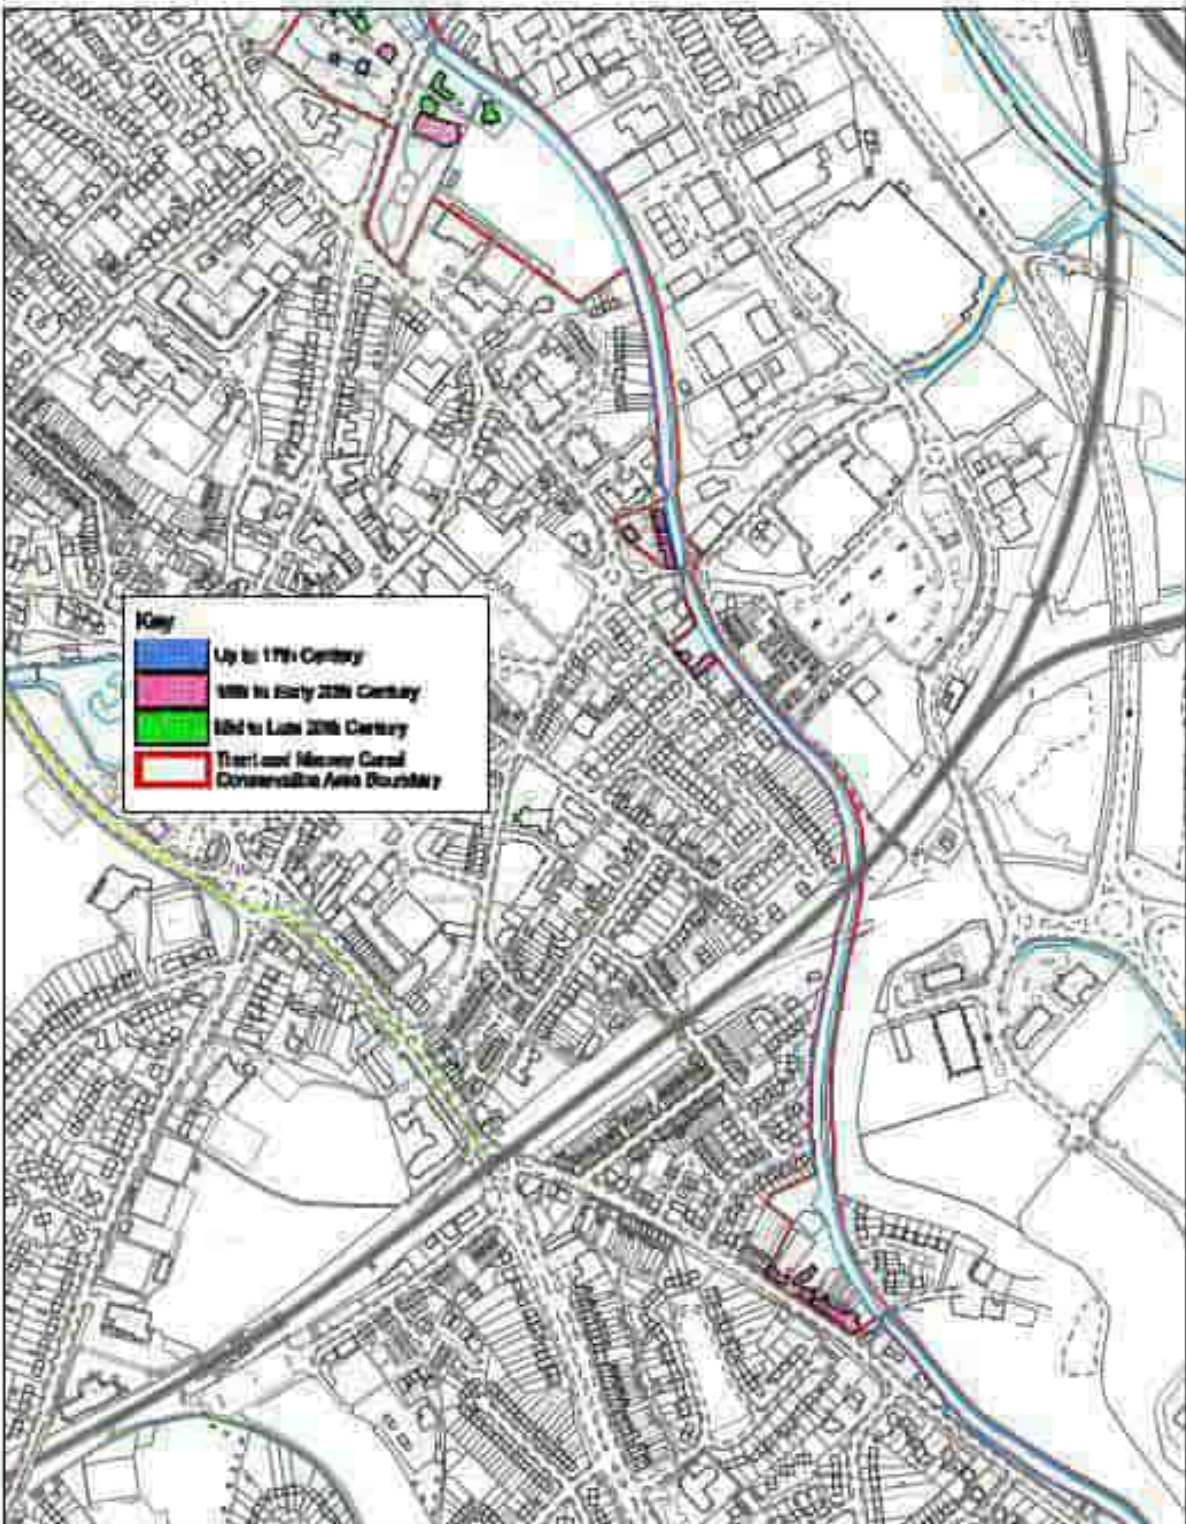 Key
Up to 17th Century
18th to Early 20th Century
Mid to Late 20th Century
Trent and Mersey Canal
Conservation Area Boundary